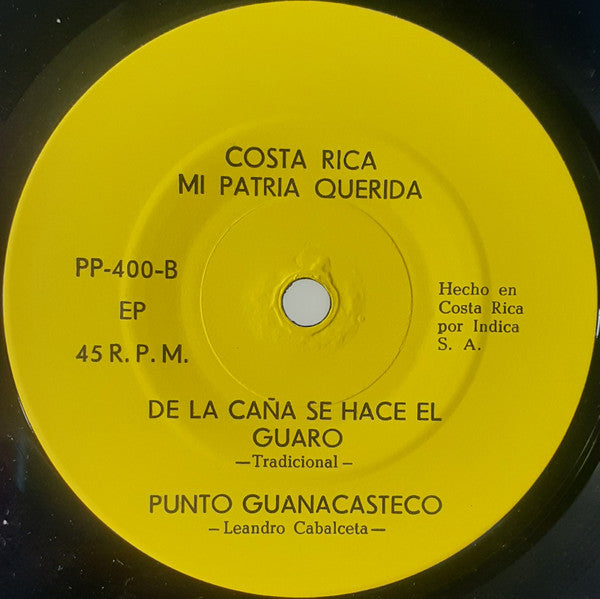 COSTA RICA
MI PATRIA QUERIDA
PP-400-B
EP
45 R. P. M.
Hecho en
Costa Rica
por Indica
S. A.
DE LA CAÑA SE HACE EL
GUARO
—Tradicional—
PUNTO GUANACASTECO
—Leandro Cabalceta—